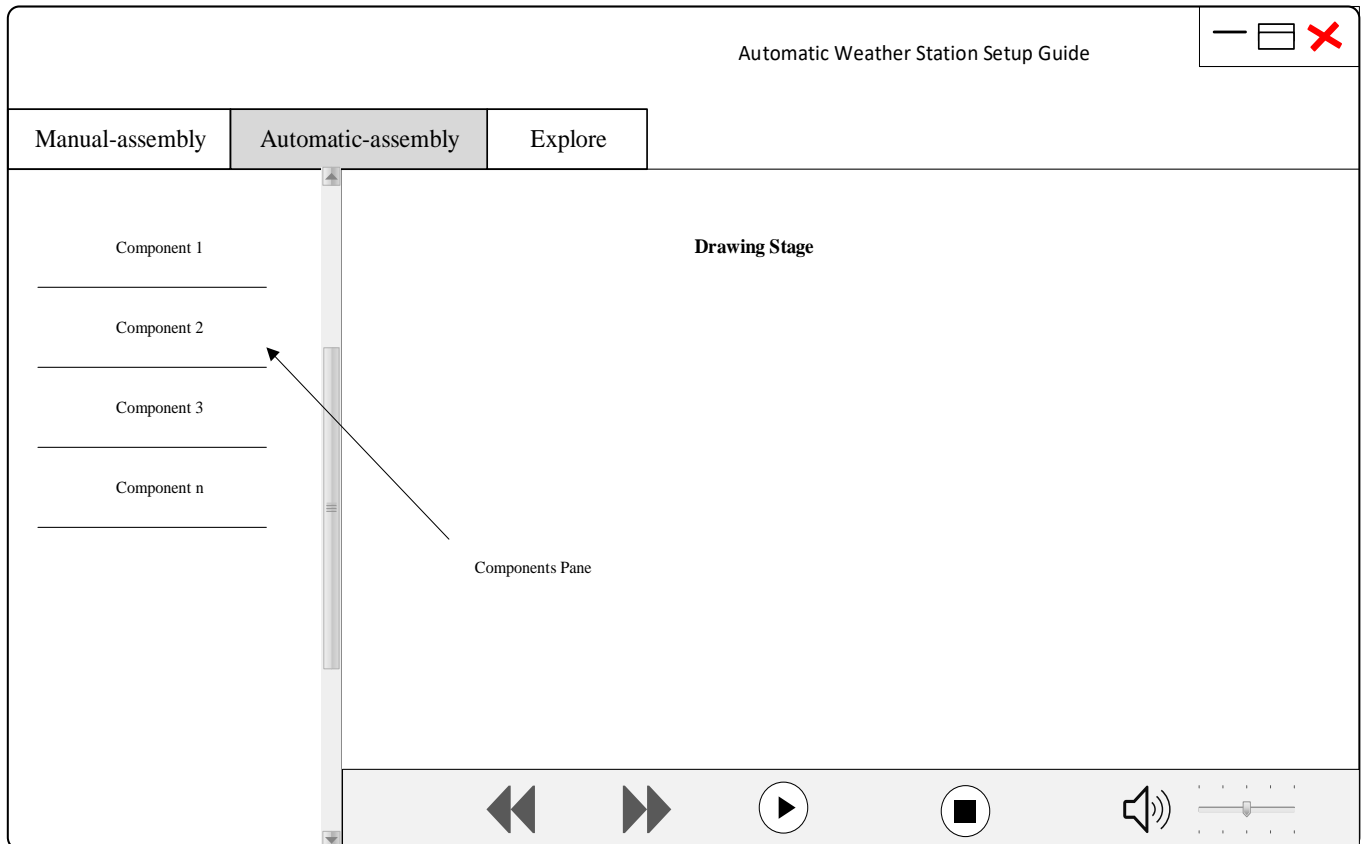 Automatic Weather Station Setup Guide
Manual-assembly
Automatic-assembly
Explore
Component 1
Drawing Stage
Component 2
Component 3
Component n
Components Pane